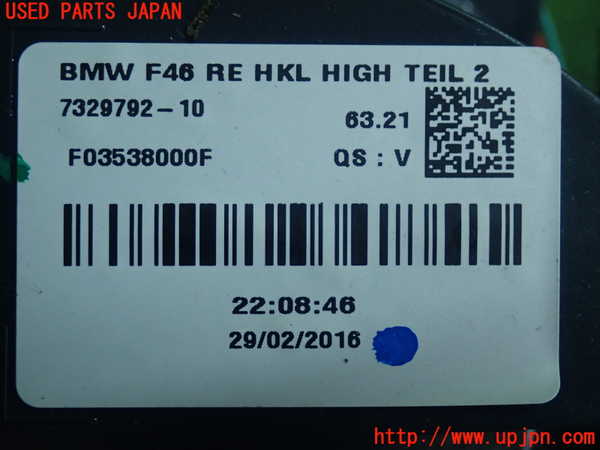 USED PARTS JAPAN
BMW F46 RE HKL HIGH TEIL 2
7329792-10
63.21
F03538000F
QS : V
22:08:46
29/02/2016
http://www.upjpn.com/